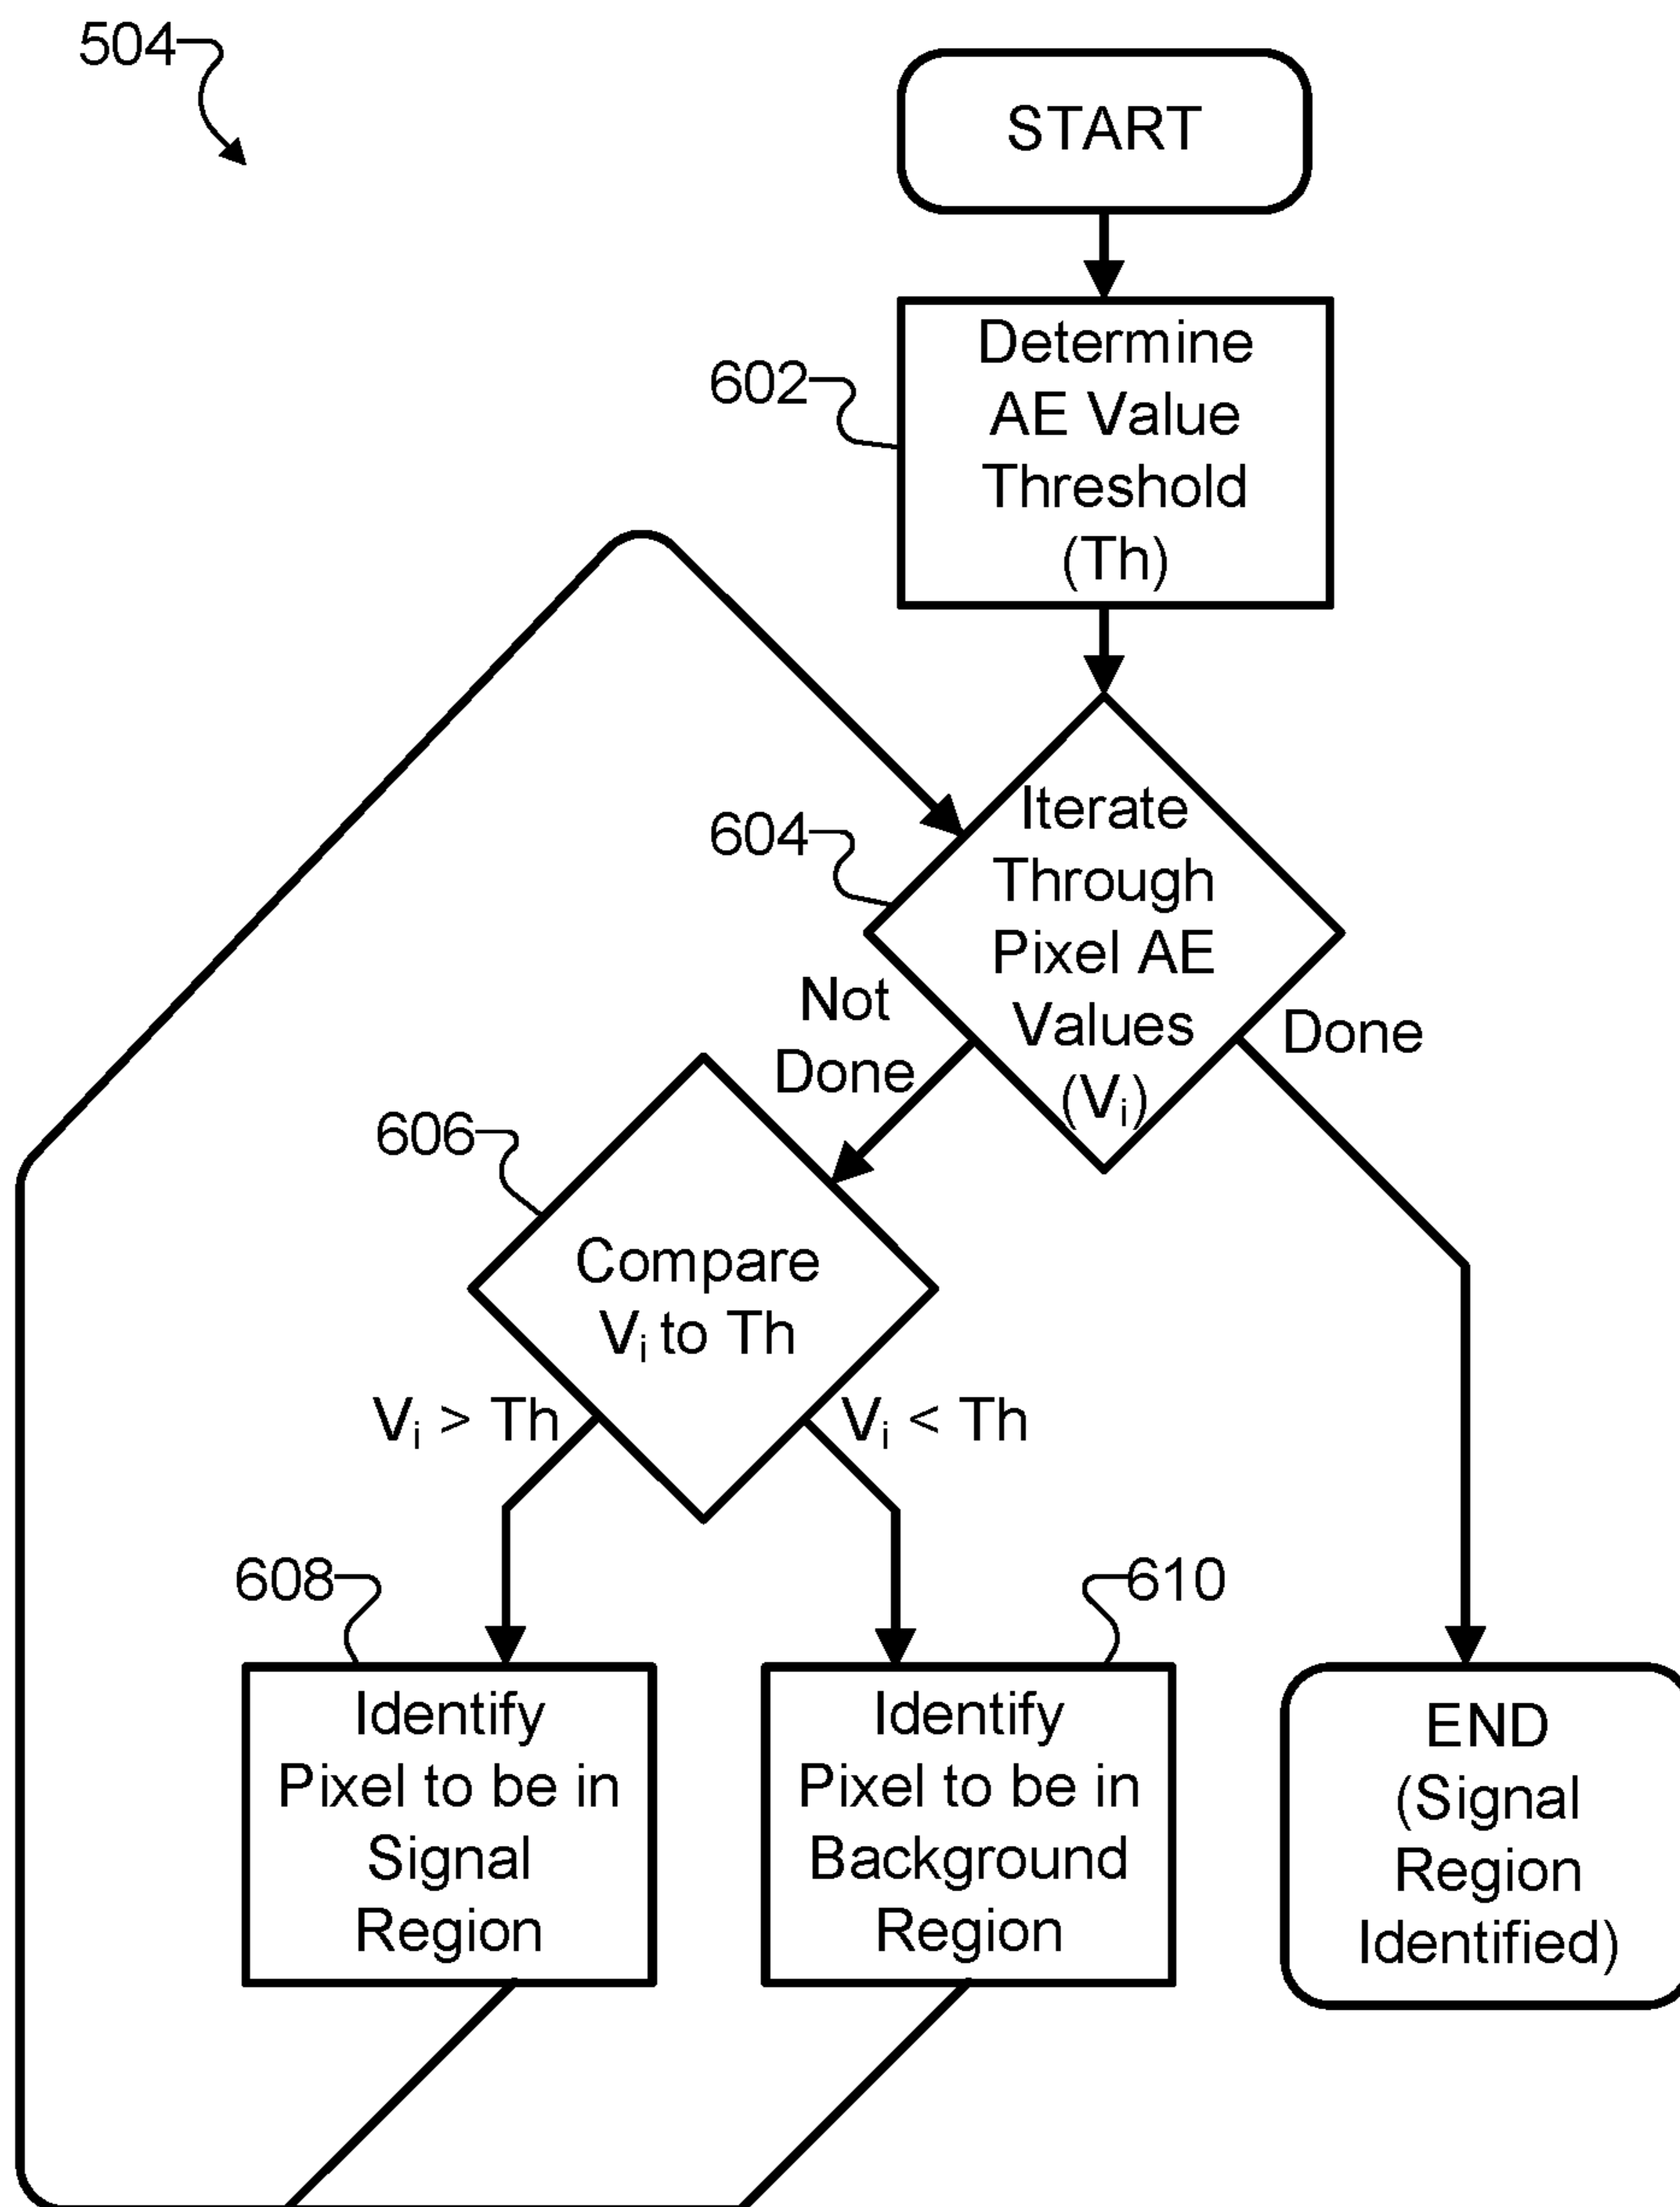 504
START
602
Determine
AE Value
Threshold
(Th)
604
Iterate
Through
Pixel AE
Values
(Vi)
Not
Done
Done
606
Compare
Vi to Th
Vi > Th
Vi < Th
608
610
Identify
Pixel to be in
Signal
Region
Identify
Pixel to be in
Background
Region
END
(Signal
Region
Identified)